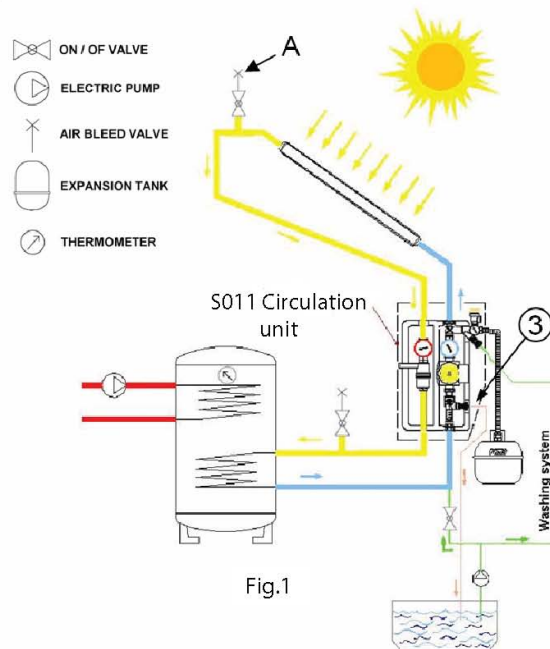 ON / OF VALVE
ELECTRIC PUMP
AIR BLEED VALVE
EXPANSION TANK
THERMOMETER
A
S011 Circulation
unit
3
Washing system
Fig.1